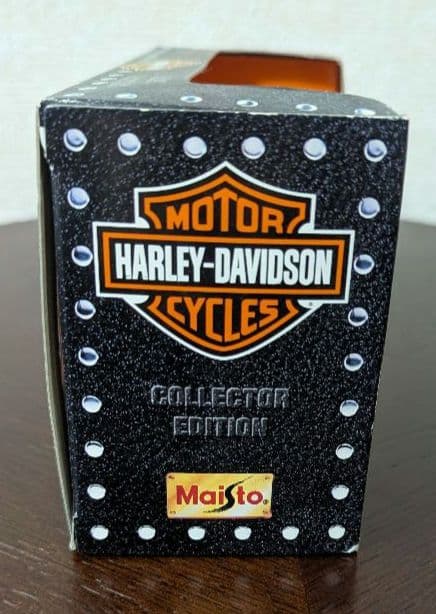 MOTOR
HARLEY-DAVIDSON
CYCLES
COLLECTOR
EDITION
Maisto®